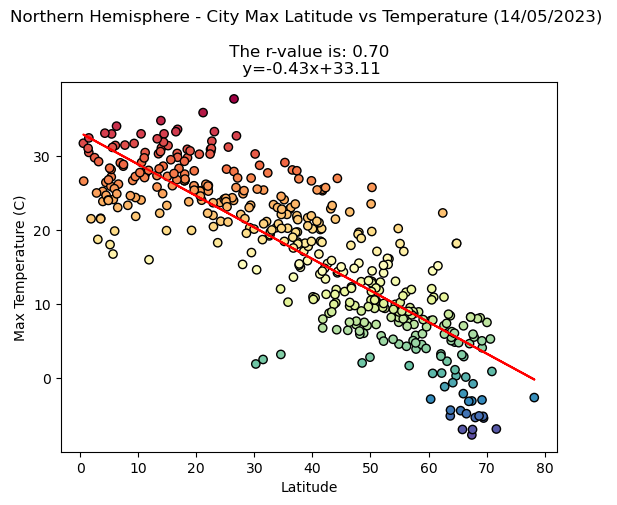 Northern Hemisphere - City Max Latitude vs Temperature (14/05/2023)
The r-value is: 0.70
y=-0.43x+33.11
30
20
10
0
Max Temperature (C)
0 10 20 30 40 50 60 70 80
Latitude